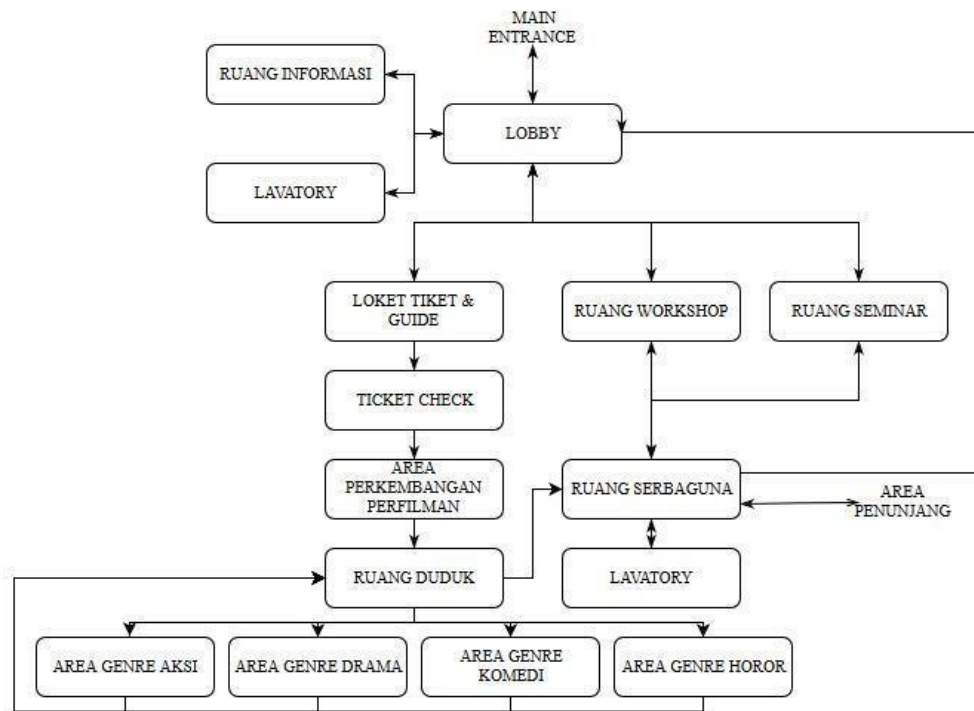 MAIN
ENTRANCE
RUANG INFORMASI
LOBBY
LAVATORY
LOKET TIKET &
GUIDE
RUANG WORKSHOP
RUANG SEMINAR
TICKET CHECK
AREA
PERKEMBANGAN
PERFILMAN
RUANG SERBAGUNA
AREA
PENUNJANG
RUANG DUDUK
LAVATORY
AREA GENRE AKSI
AREA GENRE DRAMA
AREA GENRE
KOMEDI
AREA GENRE HOROR